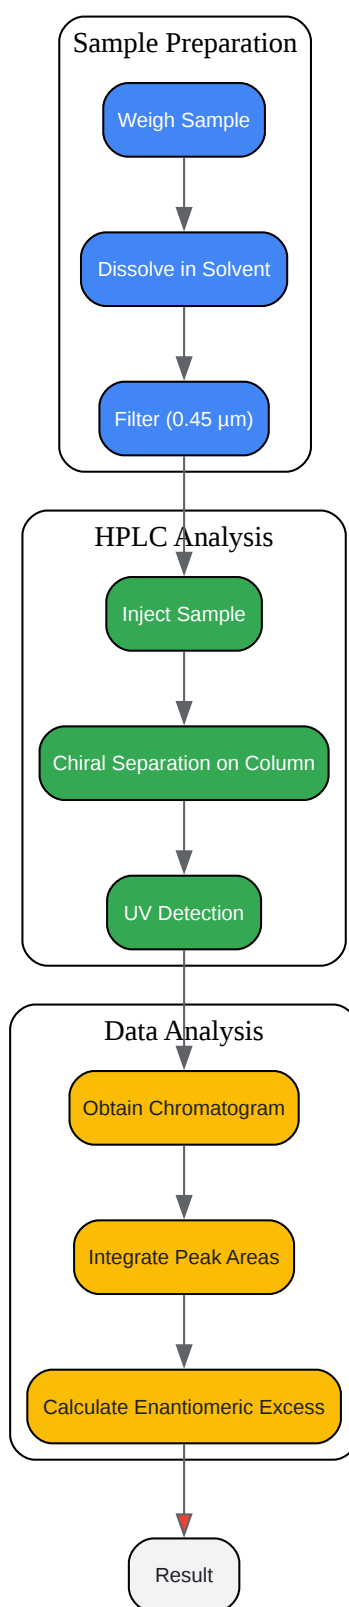 Sample Preparation
Weigh Sample
Dissolve in Solvent
Filter (0.45 µm)
HPLC Analysis
Inject Sample
Chiral Separation on Column
UV Detection
Data Analysis
Obtain Chromatogram
Integrate Peak Areas
Calculate Enantiomeric Excess
Result